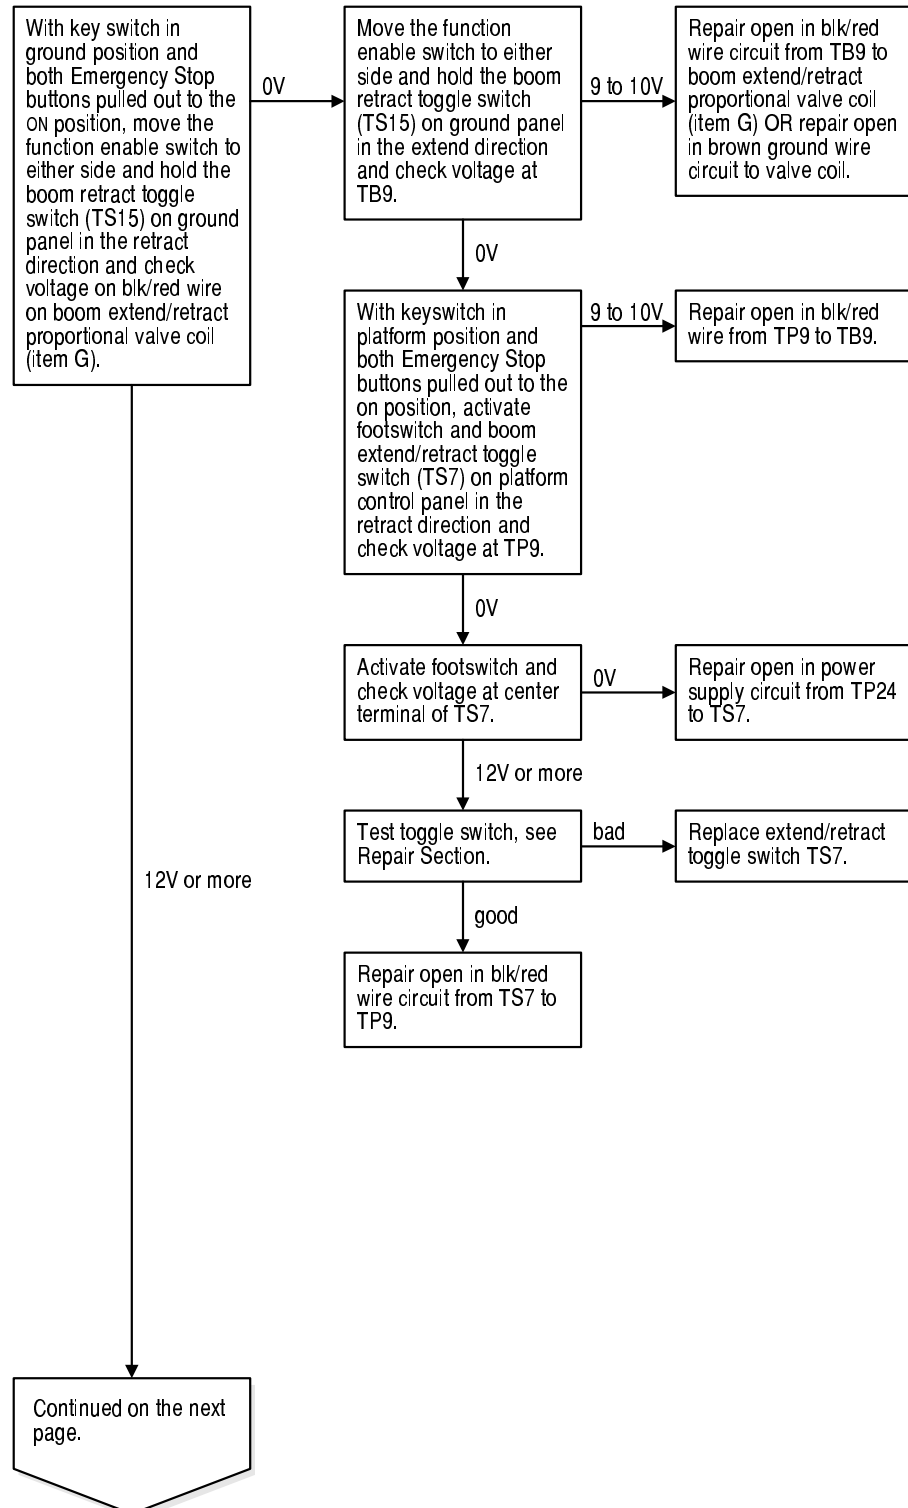 With key switch in
ground position and
both Emergency Stop
buttons pulled out to the
ON position, move the
function enable switch to
either side and hold the
boom retract toggle
switch (TS15) on ground
panel in the retract
direction and check
voltage on blk/red wire
on boom extend/retract
proportional valve coil
(item G).
0V
Move the function
enable switch to either
side and hold the boom
retract toggle switch
(TS15) on ground panel
in the extend direction
and check voltage at
TB9.
9 to 10V
Repair open in blk/red
wire circuit from TB9 to
boom extend/retract
proportional valve coil
(item G) OR repair open
in brown ground wire
circuit to valve coil.
0V
With keyswitch in
platform position and
both Emergency Stop
buttons pulled out to the
on position, activate
footswitch and boom
extend/retract toggle
switch (TS7) on platform
control panel in the
retract direction and
check voltage at TP9.
9 to 10V
Repair open in blk/red
wire from TP9 to TB9.
0V
Activate footswitch and
check voltage at center
terminal of TS7.
0V
Repair open in power
supply circuit from TP24
to TS7.
12V or more
Test toggle switch, see
Repair Section.
bad
Replace extend/retract
toggle switch TS7.
good
Repair open in blk/red
wire circuit from TS7 to
TP9.
12V or more
Continued on the next
page.